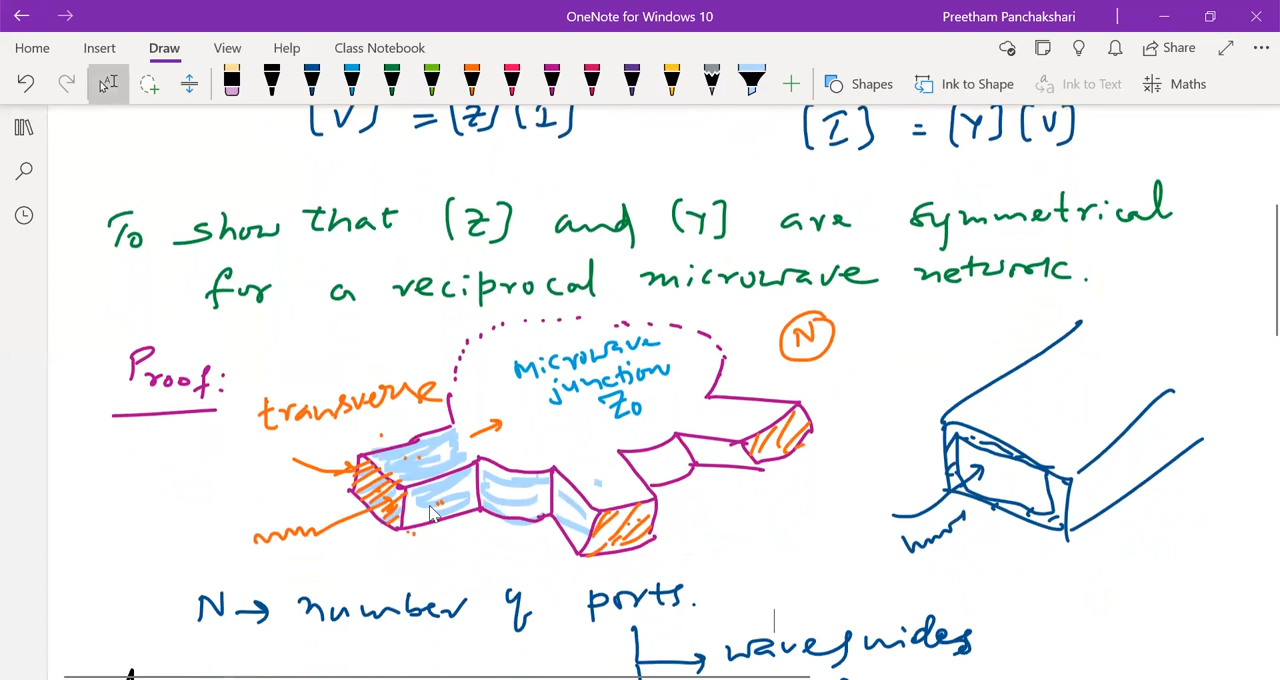 OneNote for Windows 10
Preetham Panchakshari
Home Insert Draw View Help Class Notebook
Share
Shapes Ink to Shape Ink to Text Maths
[V] = [Z] [I] [I] = [Y] [V]
To show that [Z] and [Y] are symmetrical
for a reciprocal microwave network.
Proof:
transverse
microwave
junction
Z0
N
N → number of ports.
waveguides